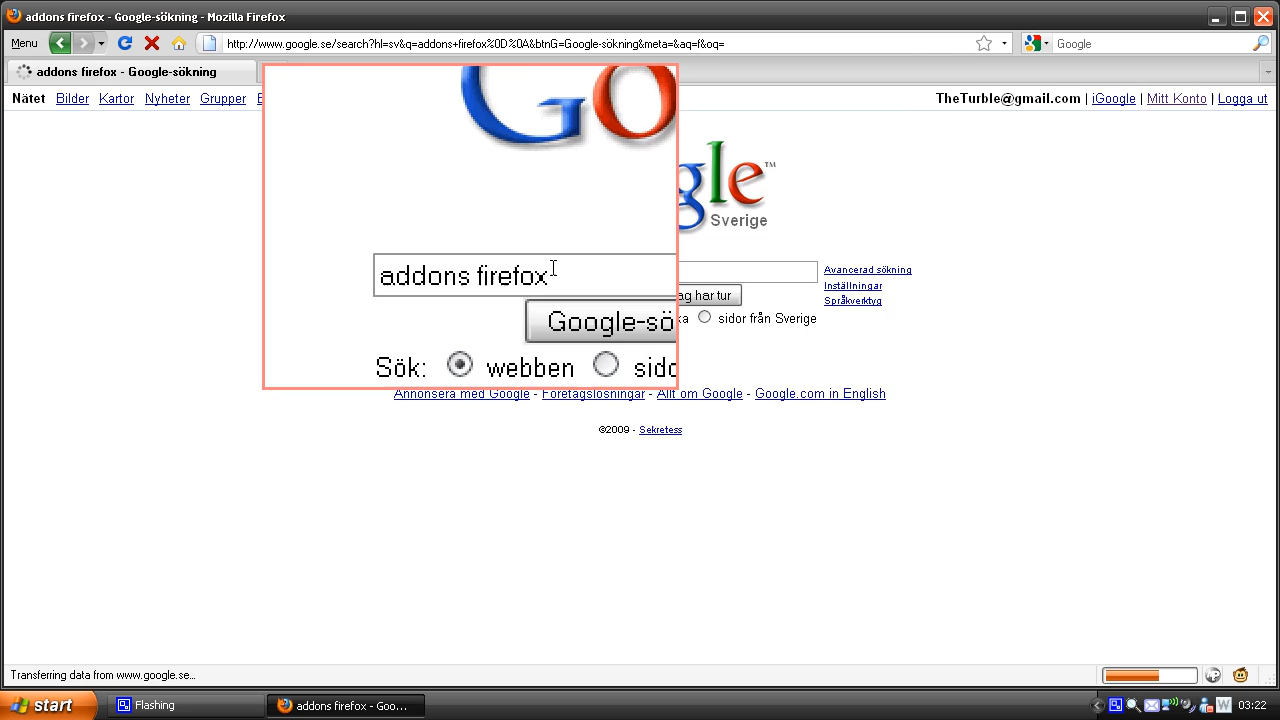 addons firefox - Google-sökning - Mozilla Firefox
Menu
http://www.google.se/search?hl=sv&q=addons+firefox%0D%0A&btnG=Google-sökning&meta=&aq=f&oq=
Google
addons firefox - Google-sökning
Nätet Bilder Kartor Nyheter Grupper
TheTurble@gmail.com | iGoogle | Mitt Konto | Logga ut
Go
gle™
Sverige
addons firefox
Avancerad sökning
Google-sö
ag har tur
Inställningar
Språkverktyg
Sök: webben sido
ka sidor från Sverige
Annonsera med Google - Företagslösningar - Allt om Google - Google.com in English
©2009 - Sekretess
Transferring data from www.google.se...
start
Flashing
addons firefox - Goo...
03:22